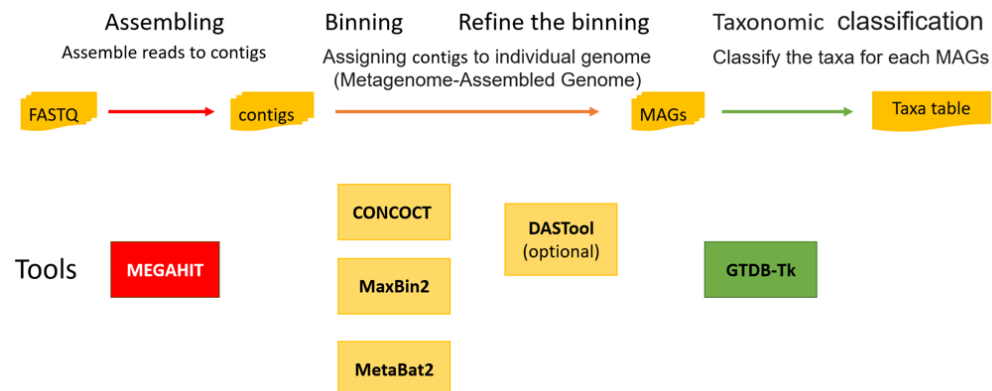 Assembling
Assemble reads to contigs
Binning
Refine the binning
Assigning contigs to individual genome
(Metagenome-Assembled Genome)
Taxonomic classification
Classify the taxa for each MAGs
FASTQ
contigs
MAGs
Taxa table
Tools
MEGAHIT
CONCOCT
MaxBin2
MetaBat2
DASTool
(optional)
GTDB-Tk